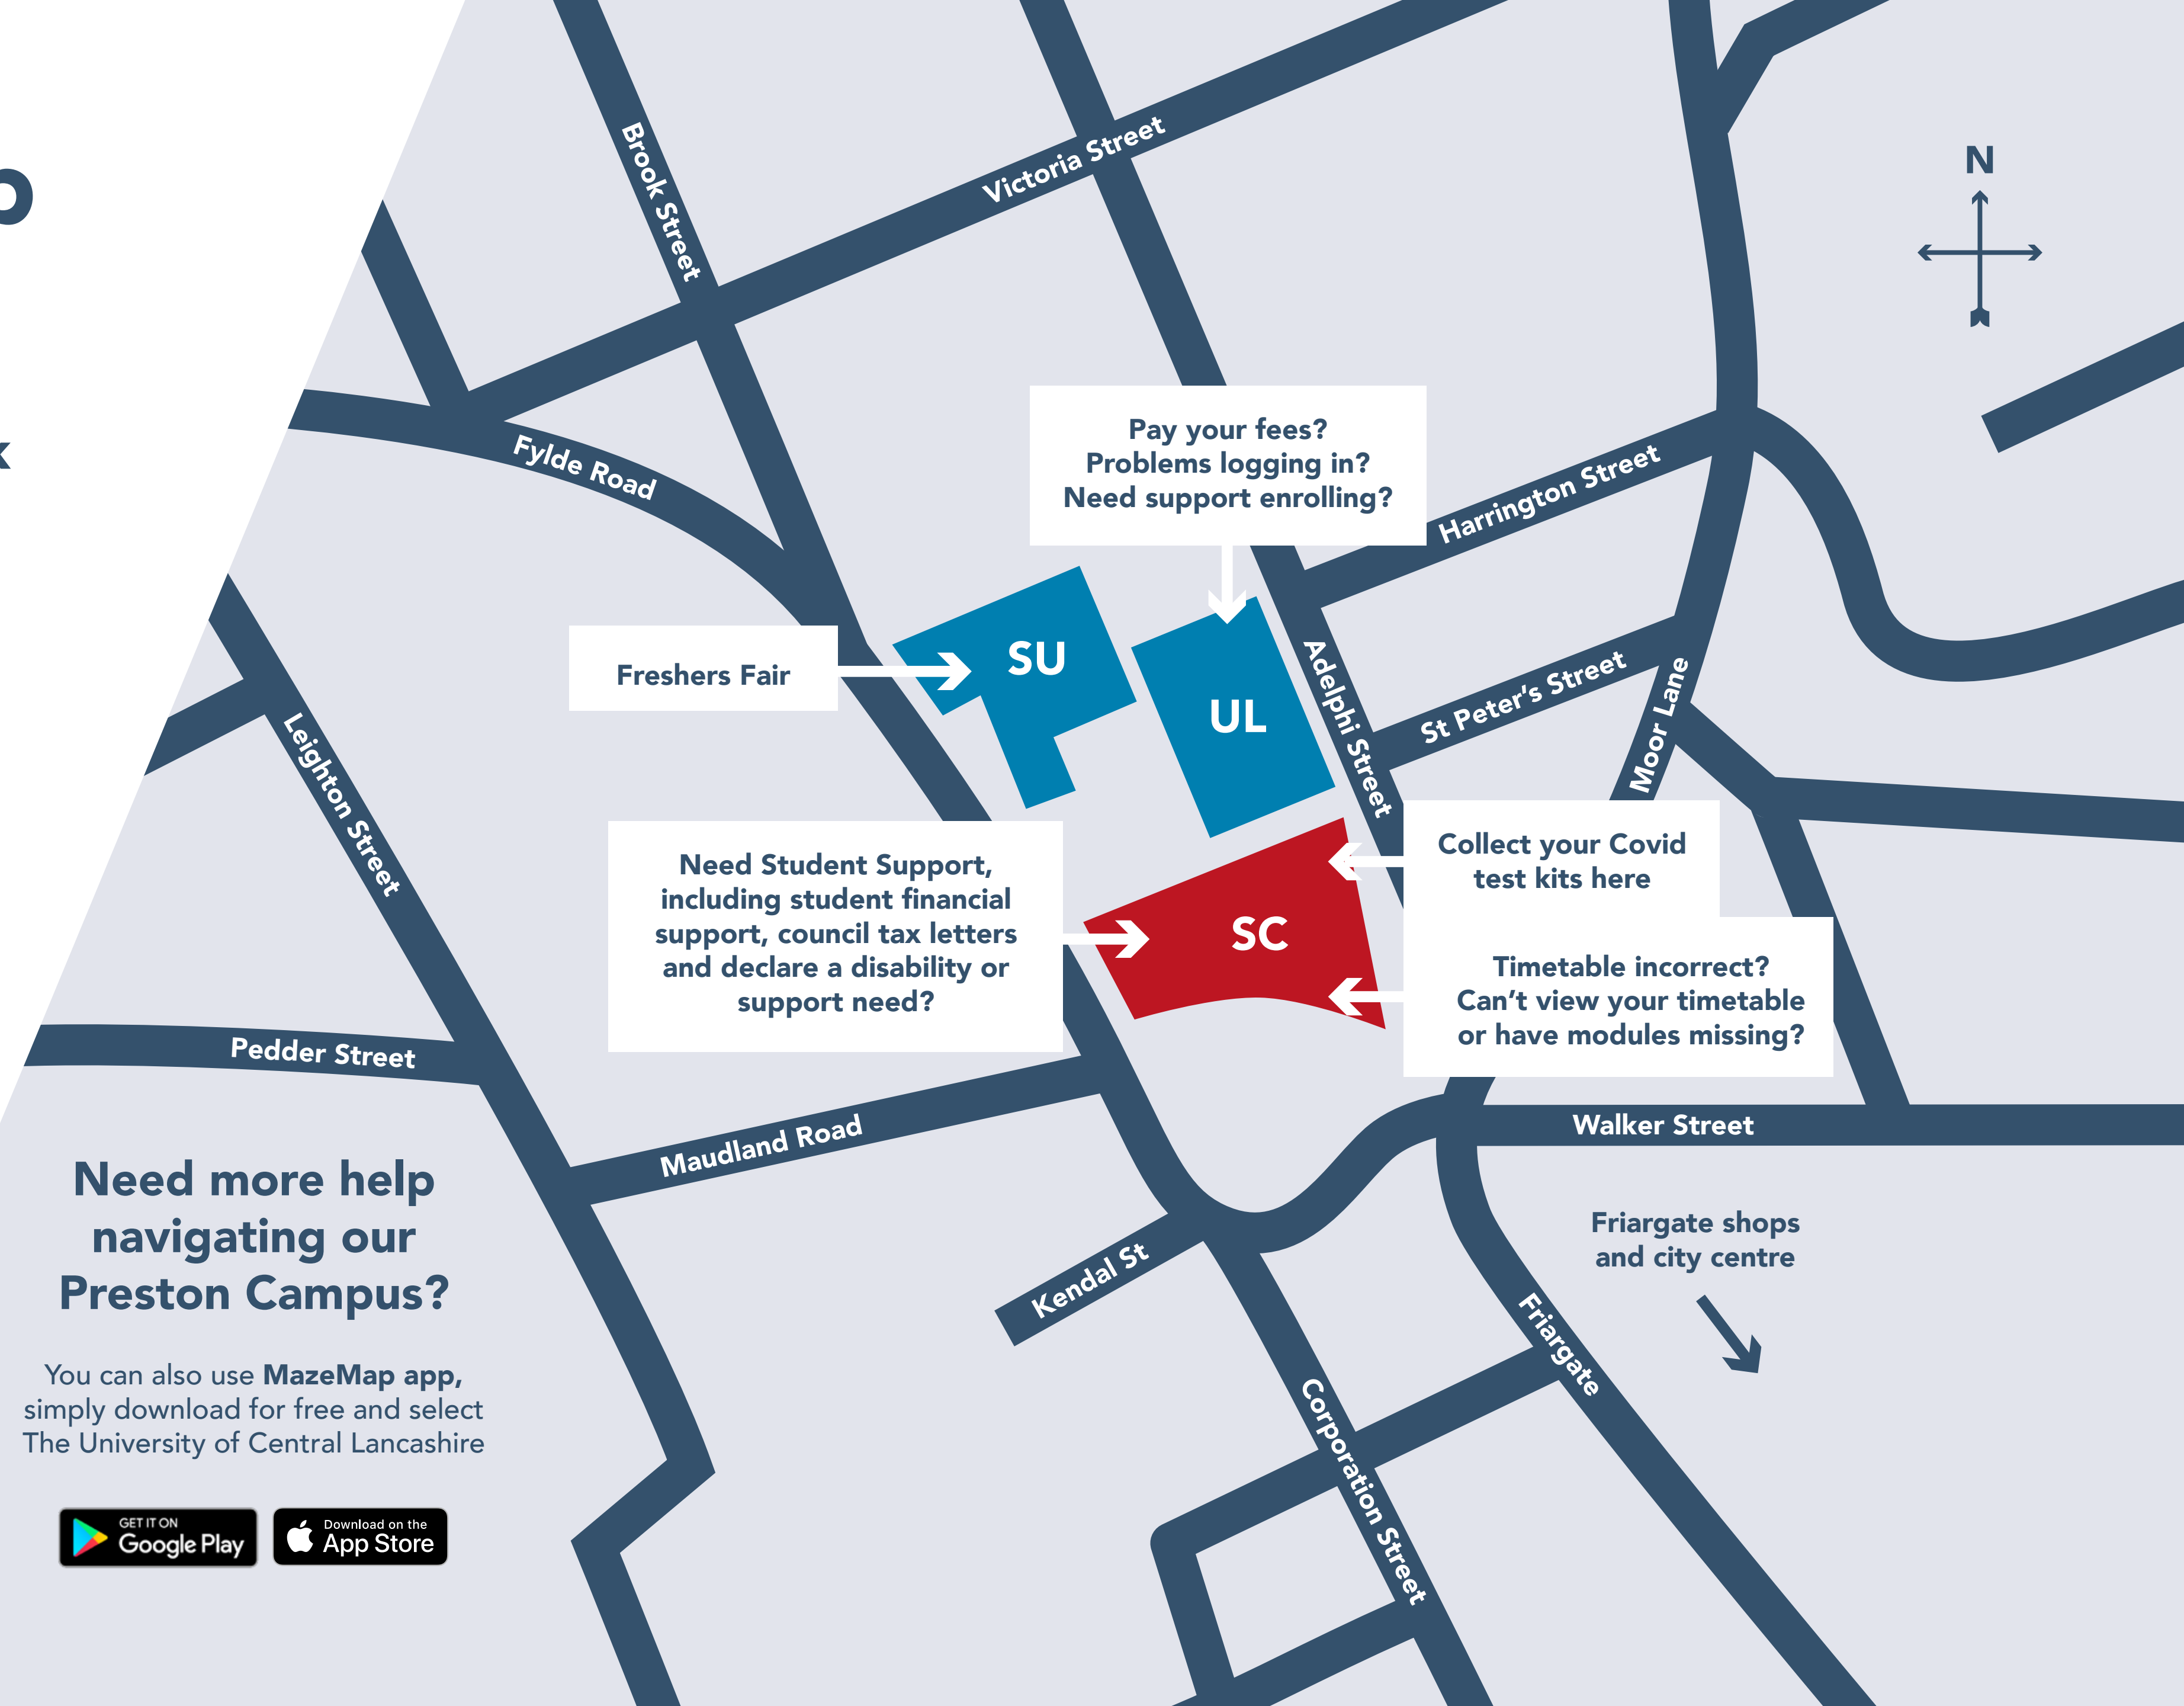 p
k
Brook Street
Victoria Street
N
Fylde Road
Pay your fees?
Problems logging in?
Need support enrolling?
Harrington Street
Freshers Fair
SU
UL
Adelphi Street
St Peter's Street
Moor Lane
Leighton Street
Need Student Support,
including student financial
support, council tax letters
and declare a disability or
support need?
SC
Collect your Covid
test kits here
Timetable incorrect?
Can't view your timetable
or have modules missing?
Pedder Street
Maudland Road
Walker Street
Kendal St
Friargate shops
and city centre
Friargate
Corporation Street
Need more help
navigating our
Preston Campus?
You can also use MazeMap app,
simply download for free and select
The University of Central Lancashire
GET IT ON
Google Play
Download on the
App Store